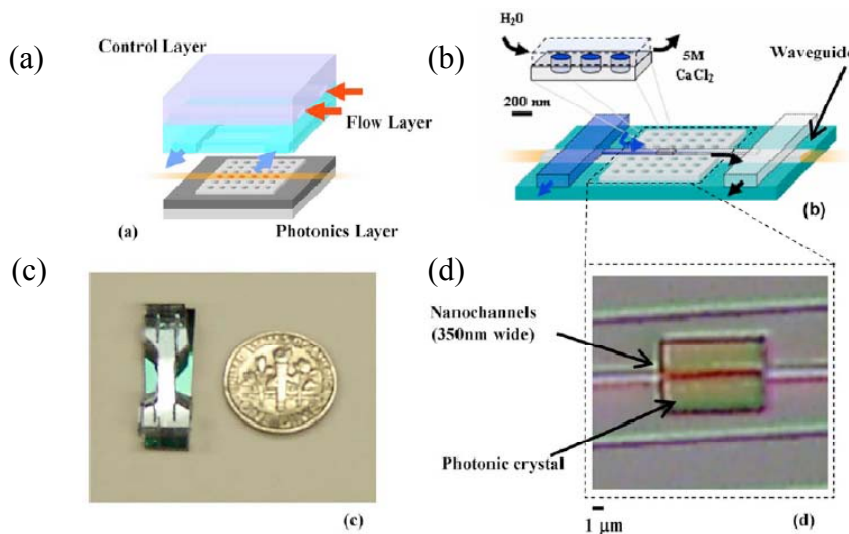 (a)
Control Layer
Flow Layer
(a)
Photonics Layer
(b)
H20
5M
CaCl2
200 nm
Waveguide
(b)
(c)
(c)
(d)
Nanochannels
(350nm wide)
Photonic crystal
(d)
1 μm